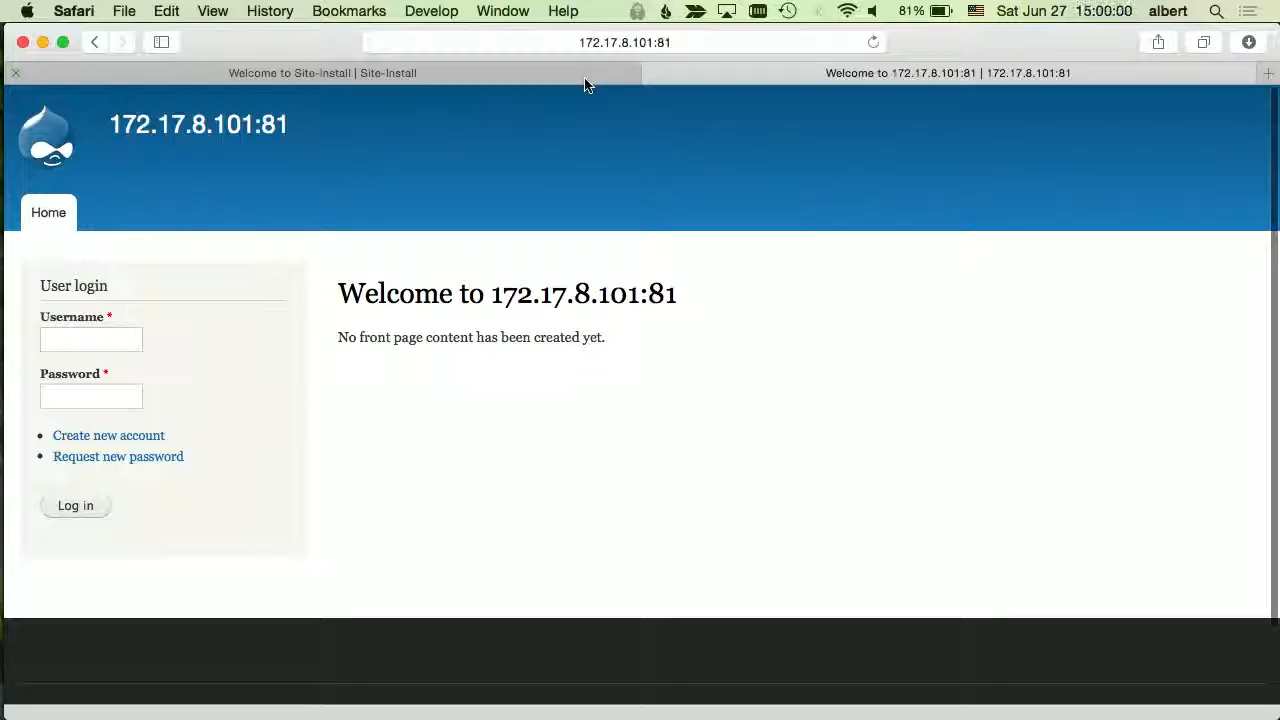 Safari File Edit View History Bookmarks Develop Window Help 81% Sat Jun 27 15:00:00 albert
172.17.8.101:81
Welcome to Site-Install | Site-Install Welcome to 172.17.8.101:81 | 172.17.8.101:81
172.17.8.101:81
Home
User login
Username *
Password *
Create new account
Request new password
Log in
Welcome to 172.17.8.101:81
No front page content has been created yet.